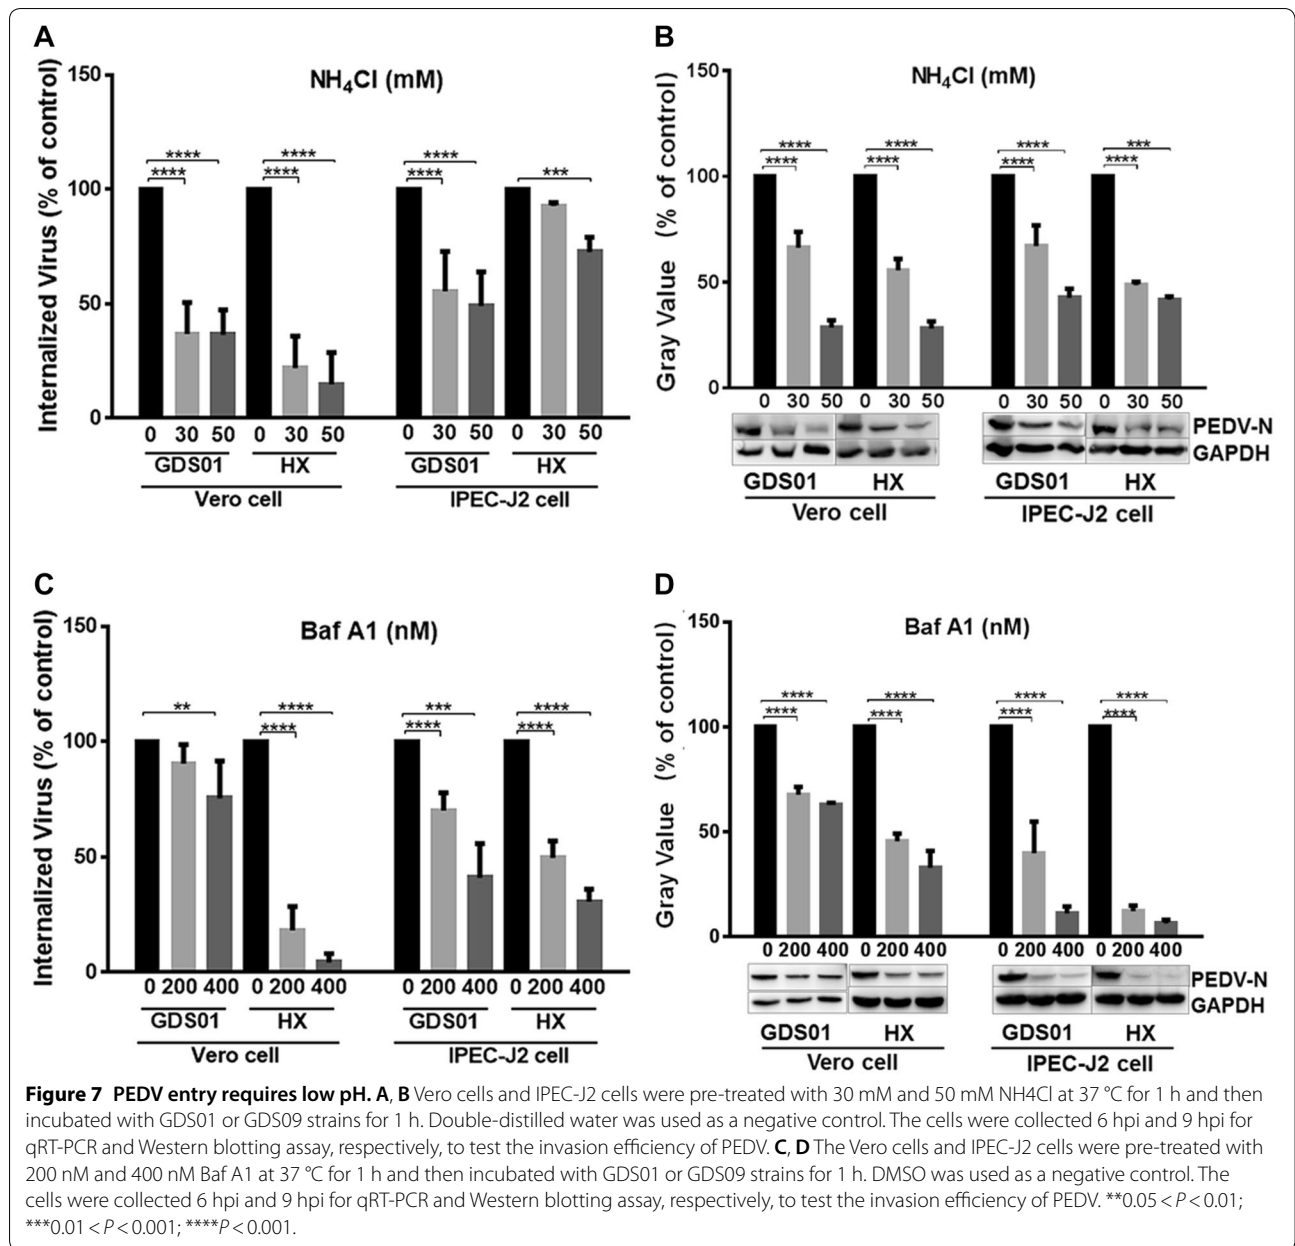 A
NH₄Cl (mM)
Internalized Virus (% of control)
150
100
50
0
**** **** **** **** **** **** ***
0 30 50 0 30 50 0 30 50 0 30 50
GDS01 HX GDS01 HX
Vero cell IPEC-J2 cell
B
NH₄Cl (mM)
Gray Value (% of control)
150
100
50
0
**** **** **** **** **** **** *** ****
0 30 50 0 30 50 0 30 50 0 30 50
PEDV-N
GAPDH
GDS01 HX GDS01 HX
Vero cell IPEC-J2 cell
C
Baf A1 (nM)
Internalized Virus (% of control)
150
100
50
0
** **** **** *** **** **** ****
0 200 400 0 200 400 0 200 400 0 200 400
GDS01 HX GDS01 HX
Vero cell IPEC-J2 cell
D
Baf A1 (nM)
Gray Value (% of control)
150
100
50
0
**** **** **** **** **** **** **** ****
0 200 400 0 200 400 0 200 400 0 200 400
PEDV-N
GAPDH
GDS01 HX GDS01 HX
Vero cell IPEC-J2 cell
Figure 7 PEDV entry requires low pH. A, B Vero cells and IPEC-J2 cells were pre-treated with 30 mM and 50 mM NH4Cl at 37 °C for 1 h and then
incubated with GDS01 or GDS09 strains for 1 h. Double-distilled water was used as a negative control. The cells were collected 6 hpi and 9 hpi for
qRT-PCR and Western blotting assay, respectively, to test the invasion efficiency of PEDV. C, D The Vero cells and IPEC-J2 cells were pre-treated with
200 nM and 400 nM Baf A1 at 37 °C for 1 h and then incubated with GDS01 or GDS09 strains for 1 h. DMSO was used as a negative control. The
cells were collected 6 hpi and 9 hpi for qRT-PCR and Western blotting assay, respectively, to test the invasion efficiency of PEDV. **0.05 < P < 0.01;
***0.01 < P < 0.001; ****P < 0.001.